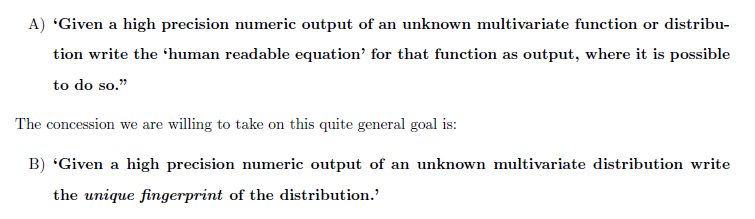 A) ‘Given a high precision numeric output of an unknown multivariate function or distribu-
tion write the ‘human readable equation’ for that function as output, where it is possible
to do so.”
The concession we are willing to take on this quite general goal is:
B) ‘Given a high precision numeric output of an unknown multivariate distribution write
the unique fingerprint of the distribution.’